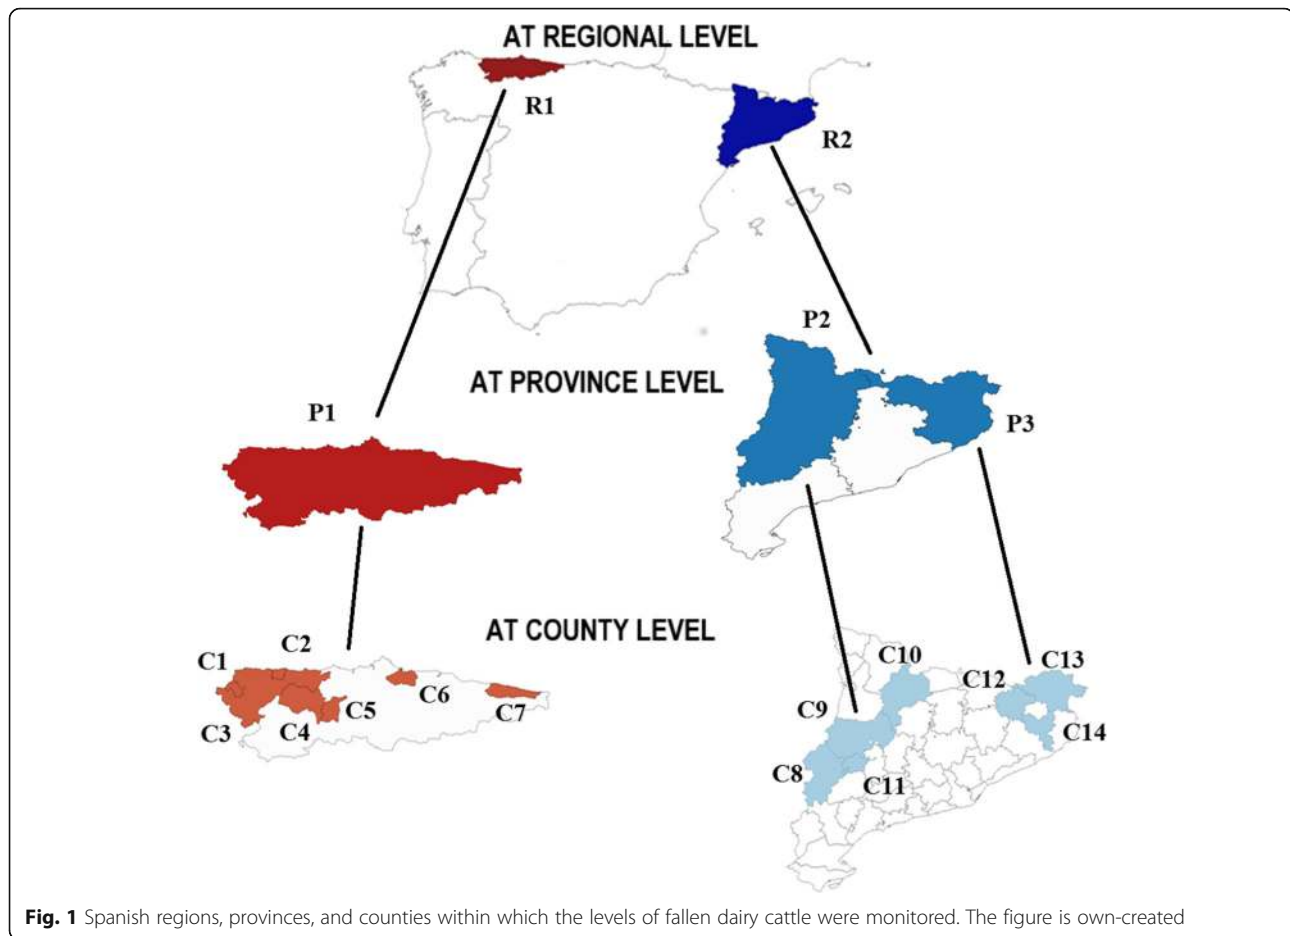 AT REGIONAL LEVEL
R1
R2
P2
AT PROVINCE LEVEL
P1
P3
AT COUNTY LEVEL
C2
C1
C10
C13
C12
C6
C5
C7
C9
C3
C4
C14
C8
C11
Fig. 1 Spanish regions, provinces, and counties within which the levels of fallen dairy cattle were monitored. The figure is own-created